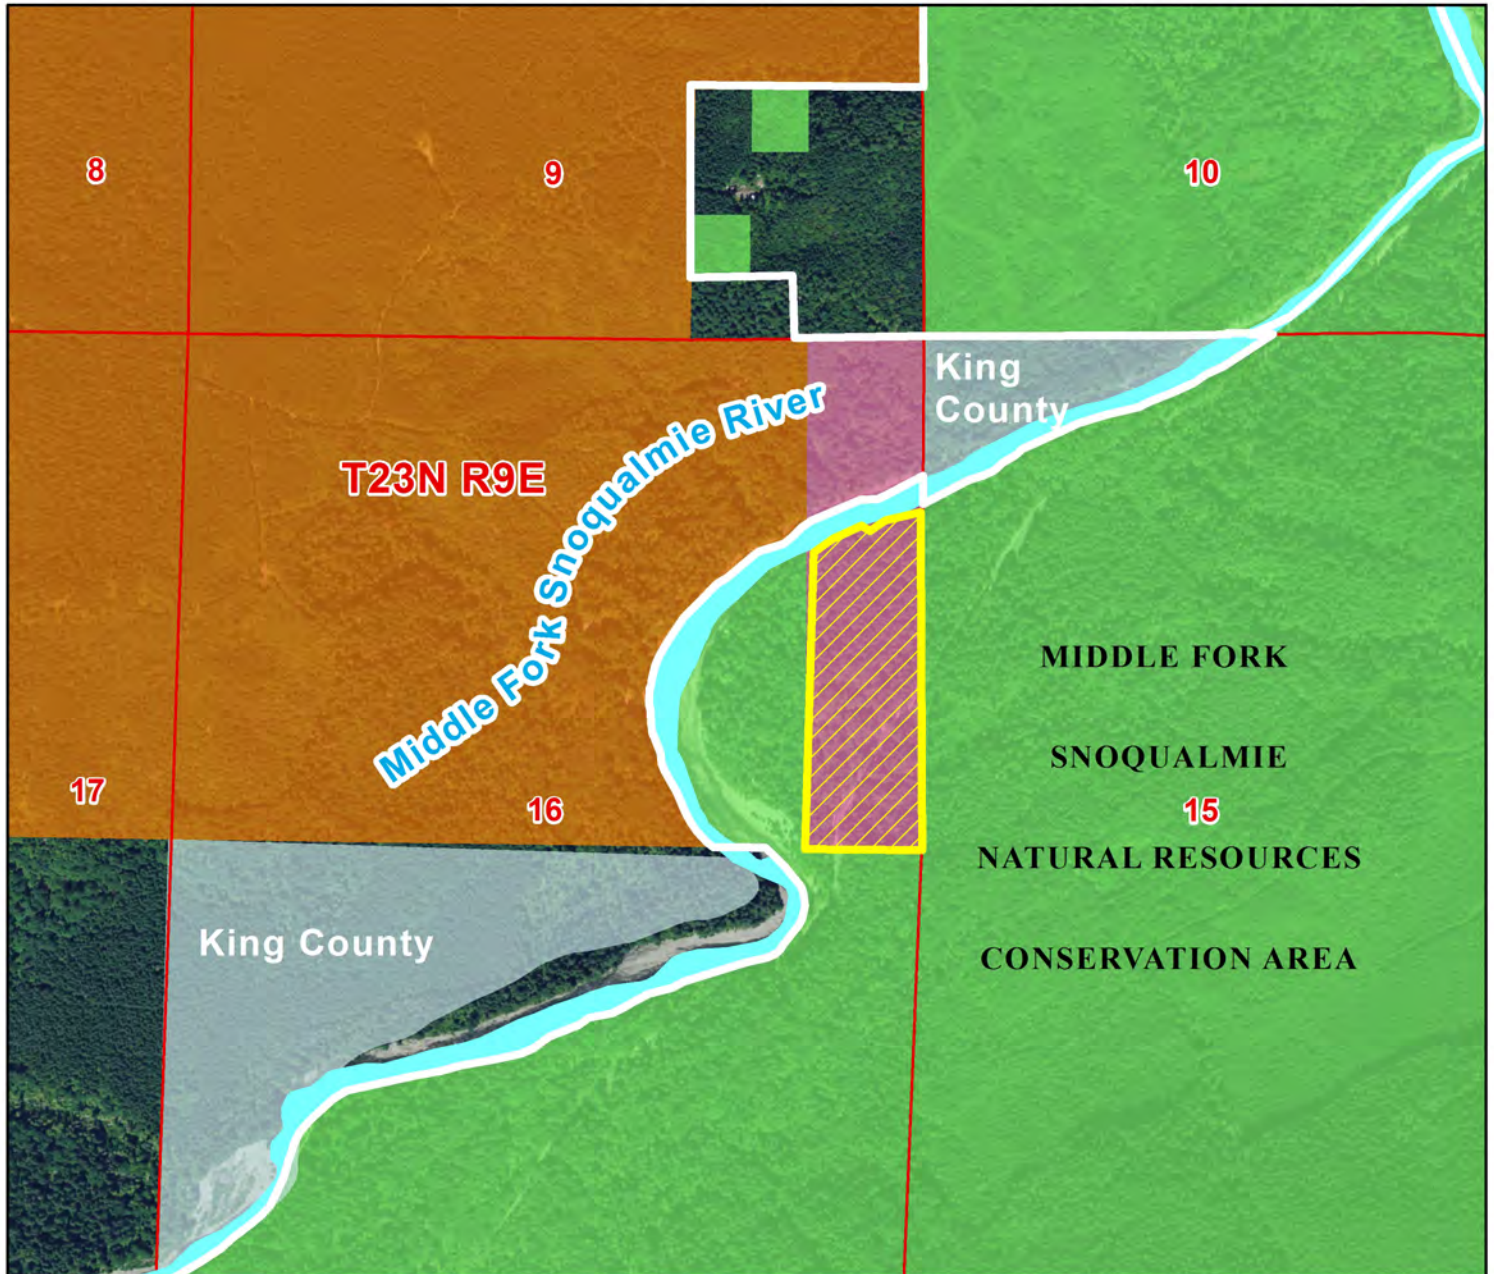 8
9
10
King
County
T23N R9E
Middle Fork Snoqualmie River
MIDDLE FORK
SNOQUALMIE
17
16
15
NATURAL RESOURCES
King County
CONSERVATION AREA